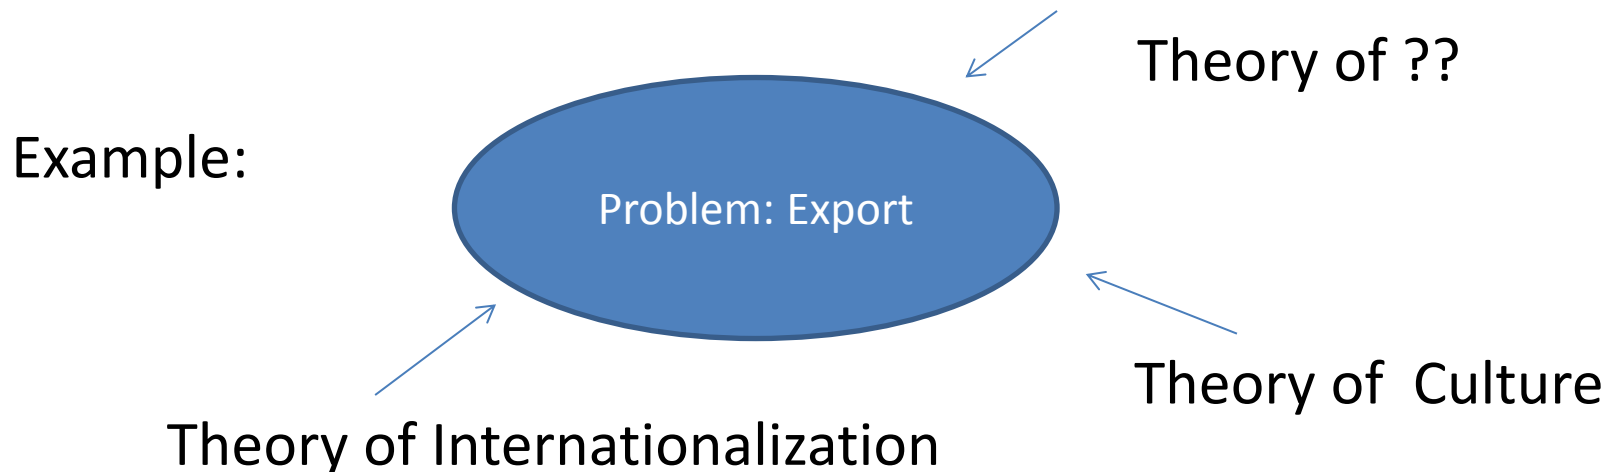 Theory of ??
Example:
Problem: Export
Theory of  Culture
Theory of Internationalization